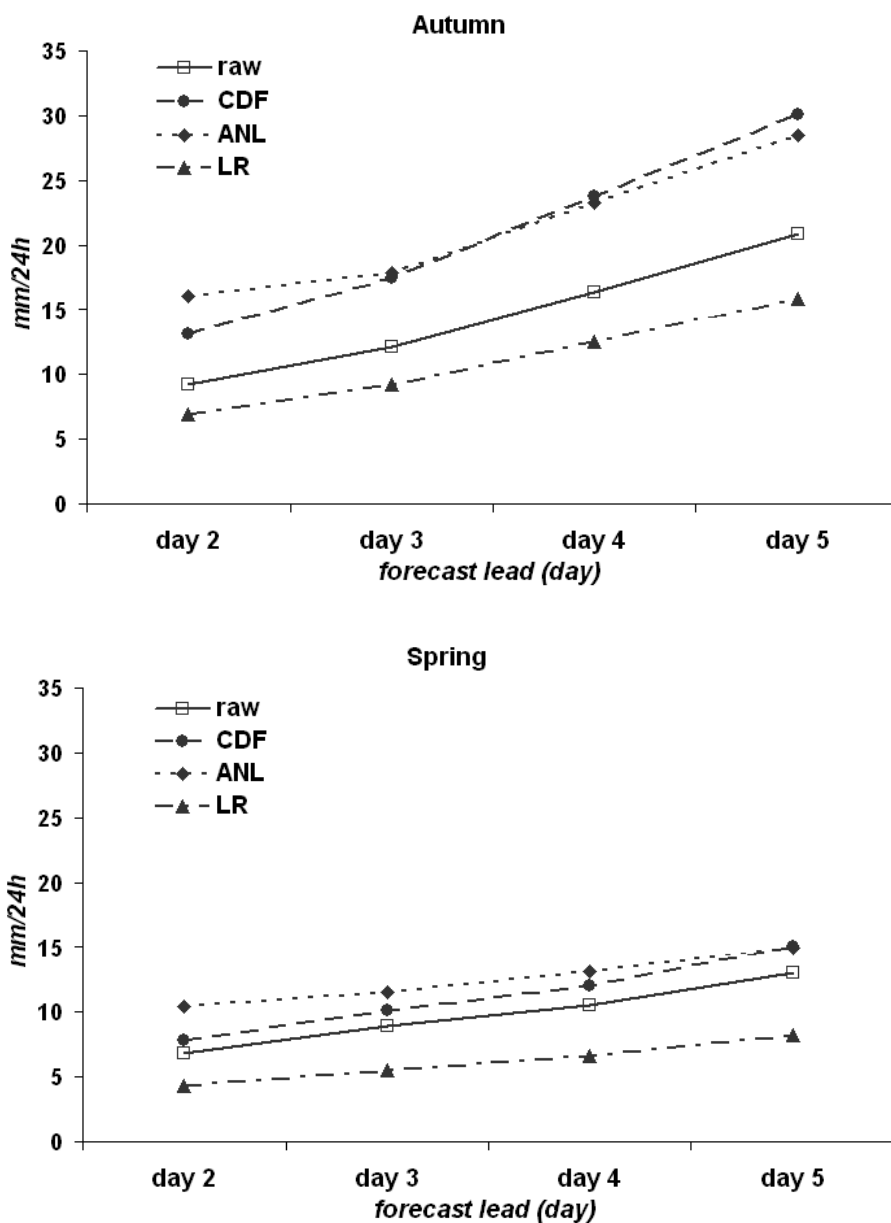 Autumn
35
30
25
20
15
10
5
0
mm/24h
raw
CDF
ANL
LR
day 2 day 3 day 4 day 5
forecast lead (day)
Spring
35
30
25
20
15
10
5
0
mm/24h
raw
CDF
ANL
LR
day 2 day 3 day 4 day 5
forecast lead (day)